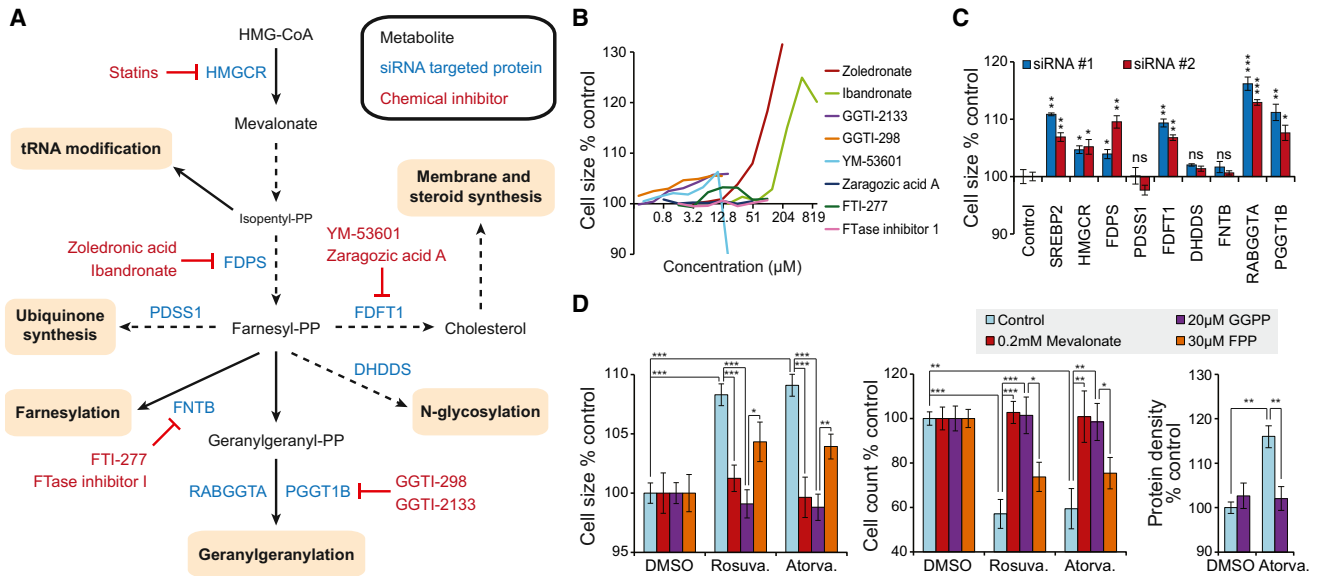 A
HMG-CoA
Statins
HMGCR
Mevalonate
tRNA modification
Isopentyl-PP
Zoledronic acid
Ibandronate
FDPS
YM-53601
Zaragozic acid A
Membrane and
steroid synthesis
Ubiquinone
synthesis
PDSS1
Farnesyl-PP
FDFT1
Cholesterol
DHDDS
Farnesylation
FNTB
N-glycosylation
FTI-277
FTase inhibitor I
Geranylgeranyl-PP
RABGGTA
PGGT1B
GGTI-298
GGTI-2133
Geranylgeranylation
Metabolite
siRNA targeted protein
Chemical inhibitor
B
Cell size % control
130
120
110
100
90
0.8 3.2 12.8 51 204 819
Concentration (µM)
Zoledronate
Ibandronate
GGTI-2133
GGTI-298
YM-53601
Zaragozic acid A
FTI-277
FTase inhibitor 1
C
Cell size % control
120
110
100
90
siRNA #1
siRNA #2
** ** * * * ** ns ** ** ns ns *** *** ** *
Control
SREBP2
HMGCR
FDPS
PDSS1
FDFT1
DHDDS
FNTB
RABGGTA
PGGT1B
D
Control
0.2mM Mevalonate
20µM GGPP
30µM FPP
Cell size % control
110
105
100
95
***
***
***
***
*
***
***
**
DMSO Rosuva. Atorva.
Cell count % control
120
100
80
60
40
**
***
***
***
*
**
**
*
DMSO Rosuva. Atorva.
Protein density
% control
130
120
110
100
90
** **
DMSO Atorva.